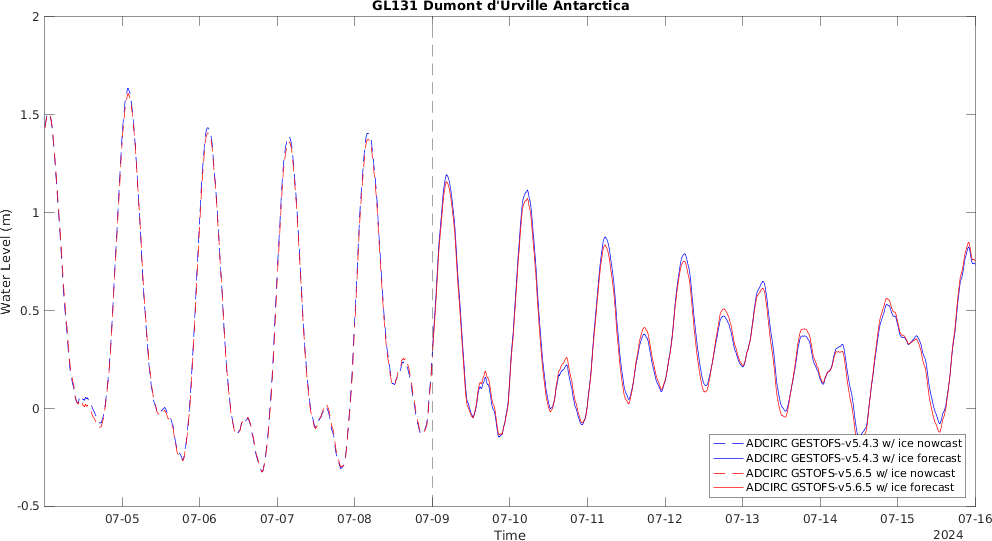 GL131 Dumont d'Urville Antarctica
2
1.5
1
0.5
0
-0.5
Water Level (m)
07-05
07-06
07-07
07-08
07-09
07-10
07-11
07-12
07-13
07-14
07-15
07-16
Time
2024
ADCIRC GESTOFS-v5.4.3 w/ ice nowcast
ADCIRC GESTOFS-v5.4.3 w/ ice forecast
ADCIRC GSTOFS-v5.6.5 w/ ice nowcast
ADCIRC GSTOFS-v5.6.5 w/ ice forecast